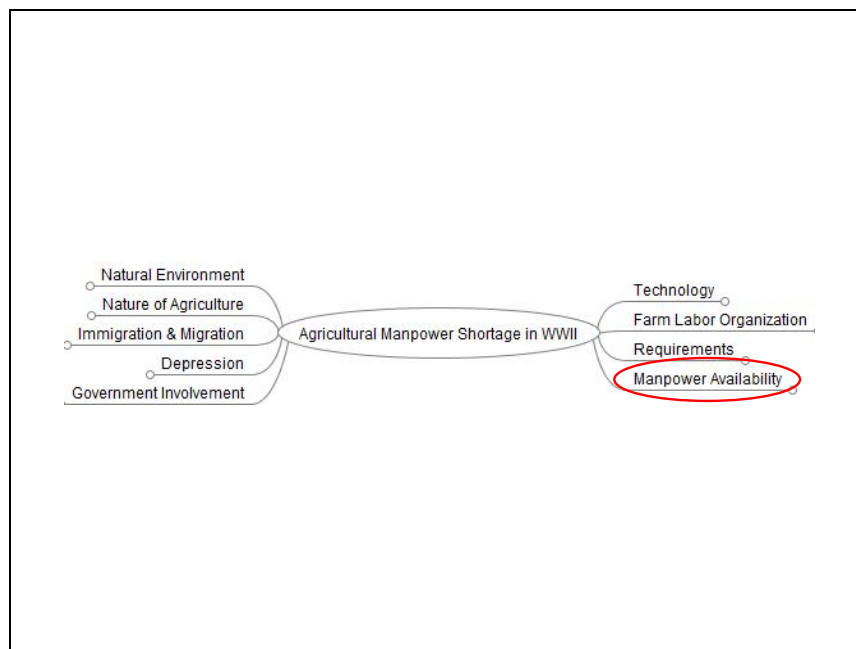 Natural Environment
Nature of Agriculture
Immigration & Migration
Depression
Government Involvement
Agricultural Manpower Shortage in WWII
Technology
Farm Labor Organization
Requirements
Manpower Availability